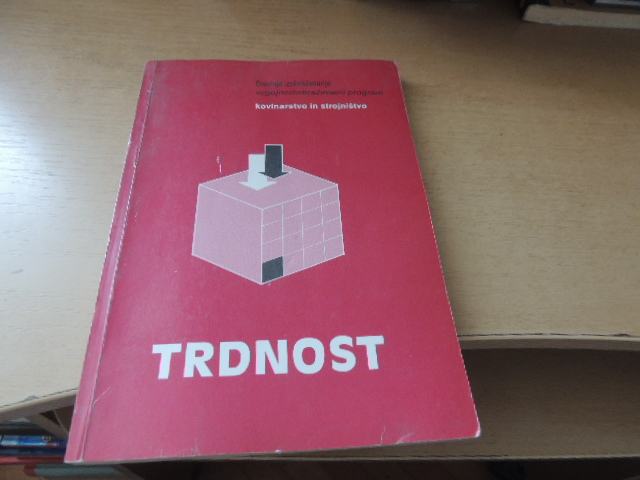 Srednje izobraževanje
vzgojnoizobraževalni program
kovinarstvo in strojništvo
TRDNOST